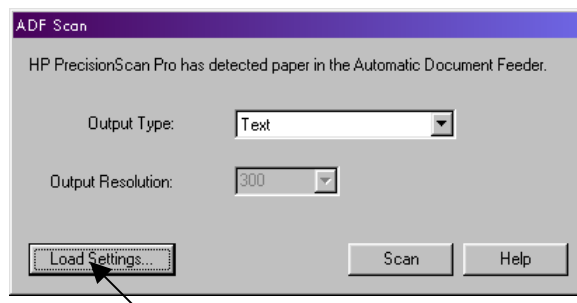 ADF Scan
HP PrecisionScan Pro has detected paper in the Automatic Document Feeder.
Output Type: Text
Output Resolution: 300
Load Settings... Scan Help